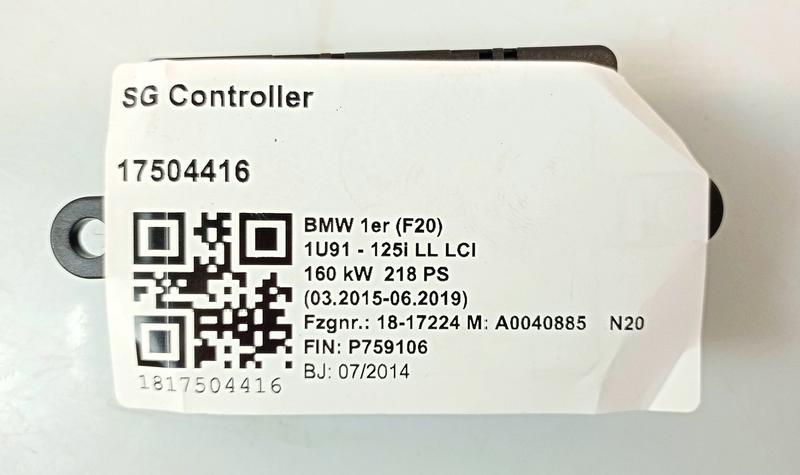 SG Controller
17504416
BMW 1er (F20)
1U91 - 125i LL LCI
160 kW 218 PS
(03.2015-06.2019)
Fzgnr.: 18-17224 M: A0040885 N20
FIN: P759106
BJ: 07/2014
1817504416